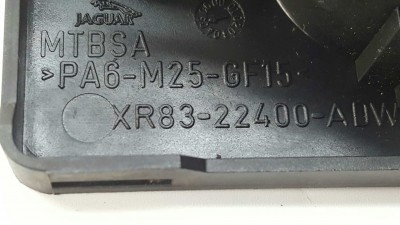 JAGUAR
MTBSA
>PA6-M25-GF15<
XR83-22400-ADW